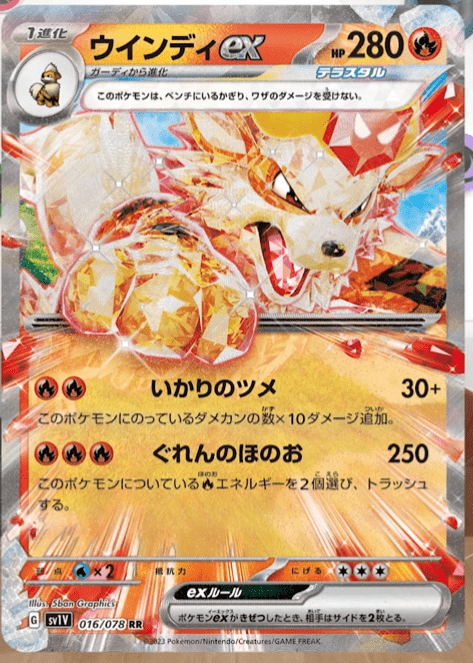 1進化
ウインディex
HP 280
ガーディから進化
テラスタル
このポケモンは、ベンチにいるかぎり、ワザのダメージを受けない。
いかりのツメ 30+
このポケモンにのっているダメカンの数×10ダメージ追加。
ぐれんのほのお 250
このポケモンについているエネルギーを2個選び、トラッシュ
する。
弱点 ×2 抵抗力 にげる
exルール
ポケモンexがきぜつしたとき、相手はサイドを2枚とる。
Illus. 5ban Graphics
G sv1V 016/078 RR
©2023 Pokémon/Nintendo/Creatures/GAME FREAK.